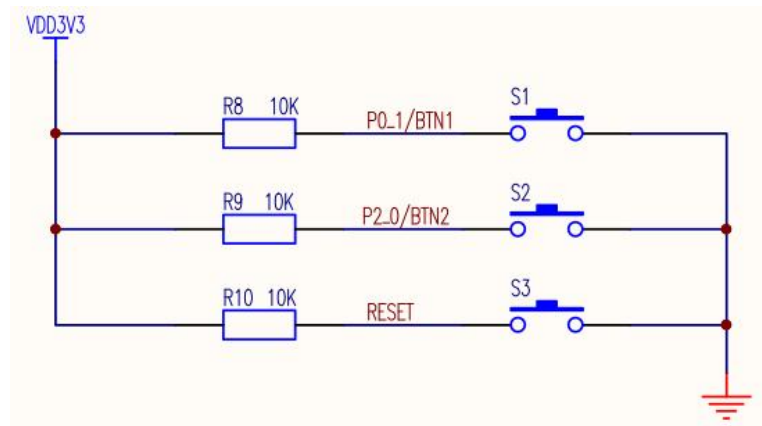 VDD3V3
R8 10K P0_1/BTN1 S1
R9 10K P2_0/BTN2 S2
R10 10K RESET S3